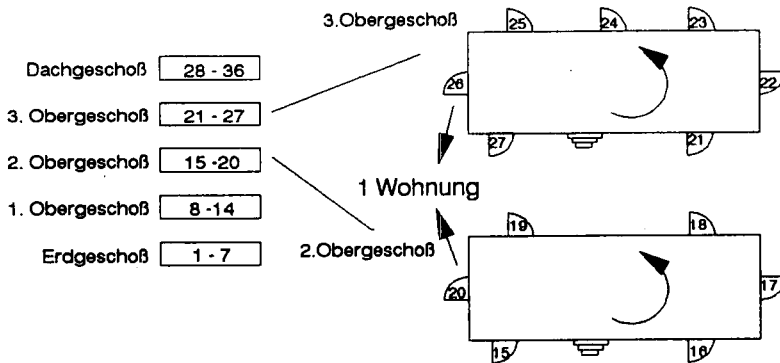 3.Obergeschoß
25 24 23
Dachgeschoß 28 - 36
26 22
3. Obergeschoß 21 - 27
27 21
2. Obergeschoß 15 -20
1 Wohnung
1. Obergeschoß 8 -14
19 18
Erdgeschoß 1 - 7
2.Obergeschoß
20 17
15 16